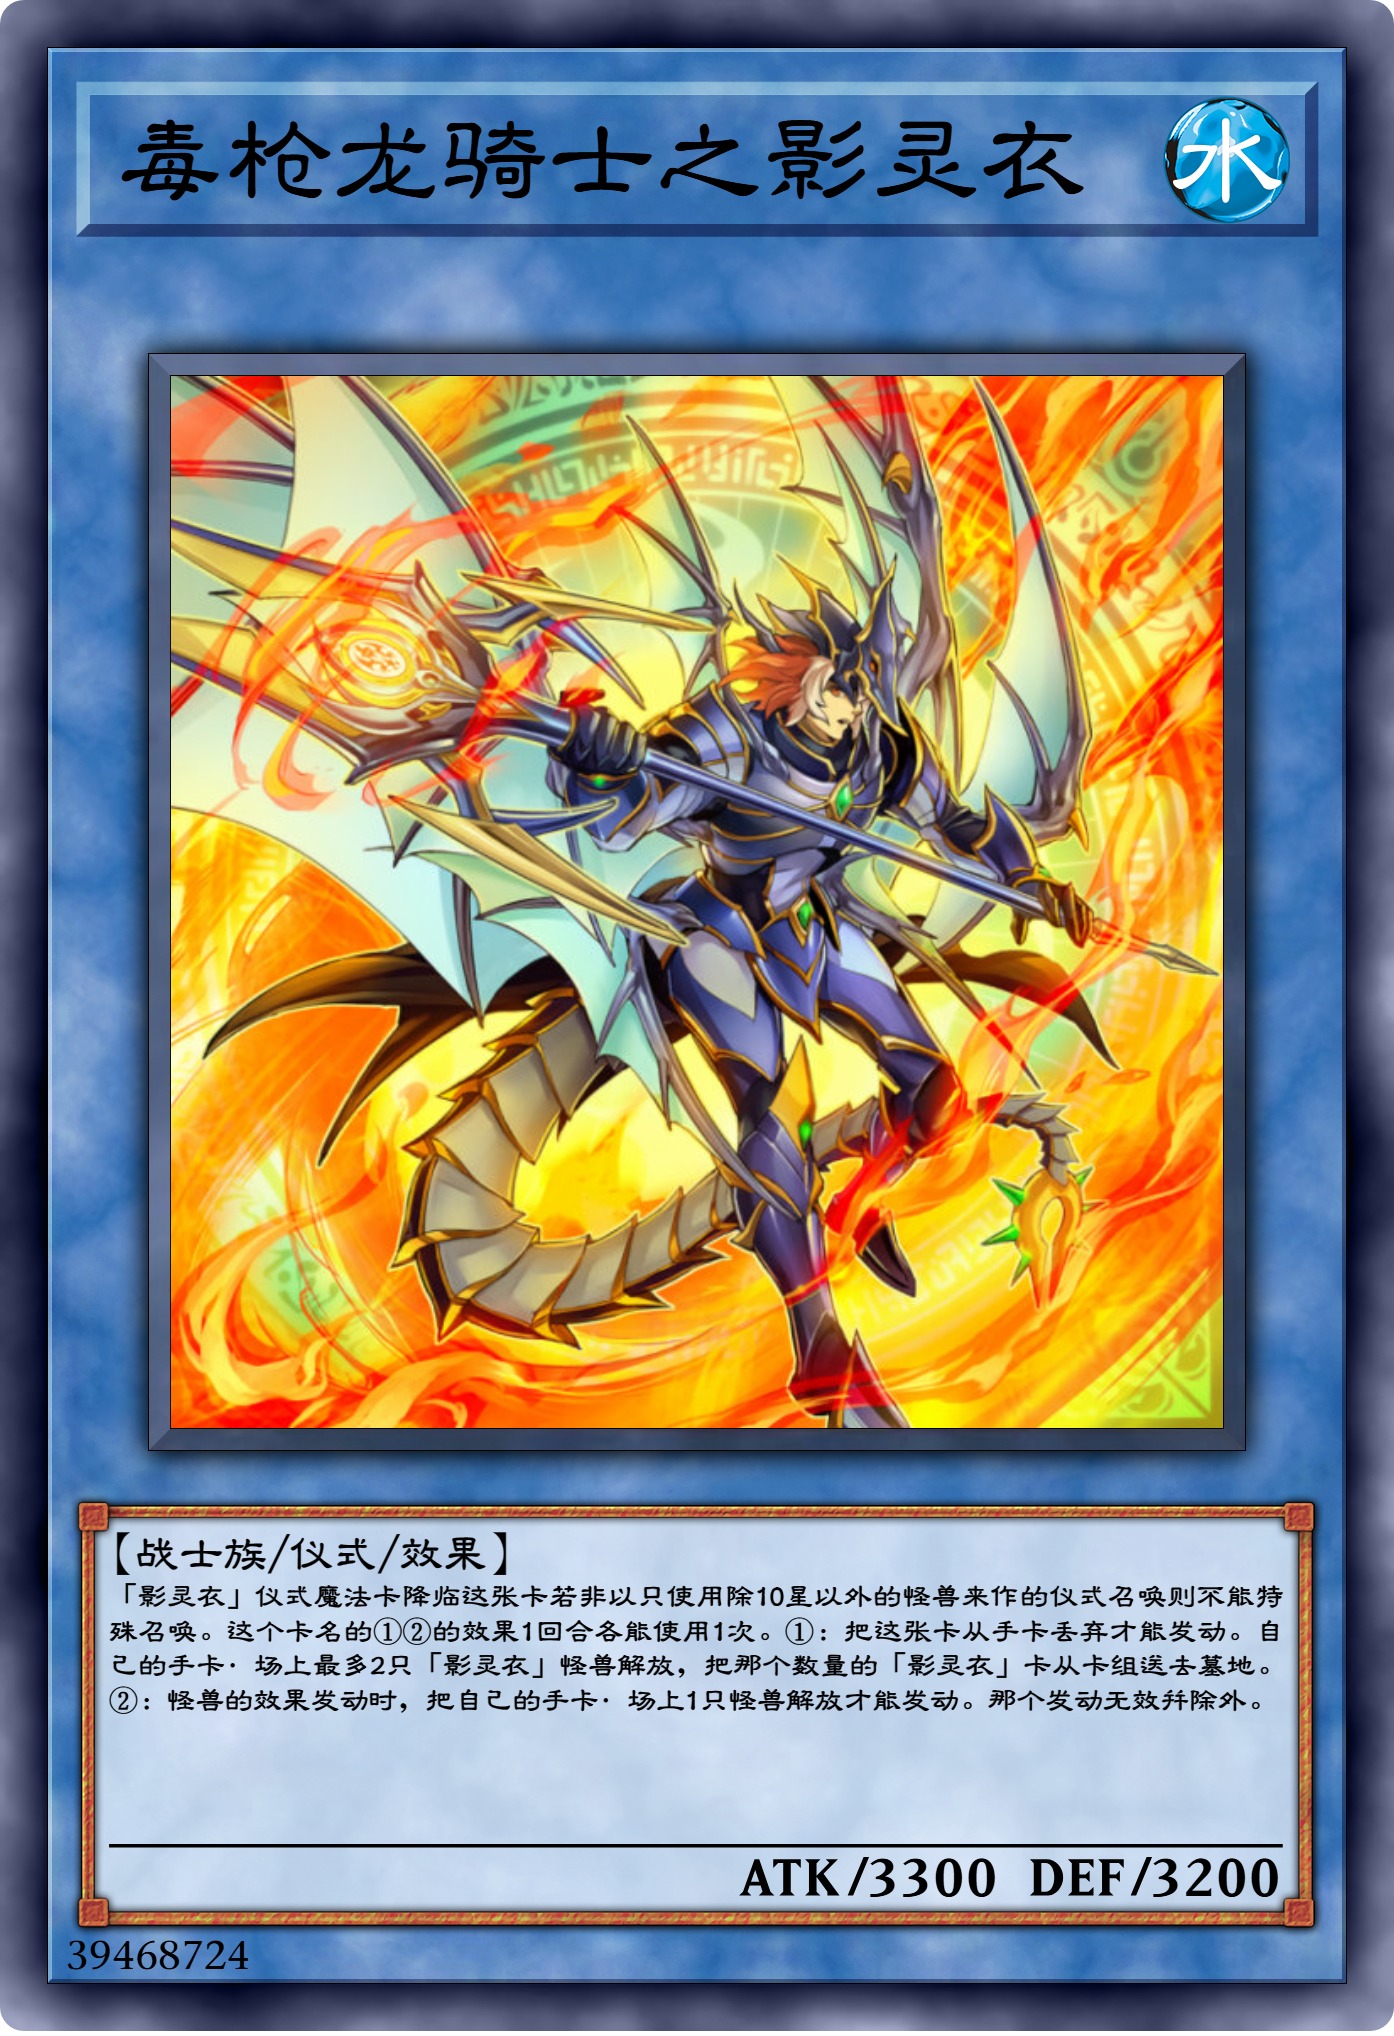 毒枪龙骑士之影灵衣
水
【战士族/仪式/效果】
「影灵衣」仪式魔法卡降临这张卡若非以只使用除10星以外的怪兽来作的仪式召唤则不能特
殊召唤。这个卡名的①②的效果1回合各能使用1次。①：把这张卡从手卡丢弃才能发动。自
己的手卡·场上最多2只「影灵衣」怪兽解放，把那个数量的「影灵衣」卡从卡组送去墓地。
②：怪兽的效果发动时，把自己的手卡·场上1只怪兽解放才能发动。那个发动无效并除外。
ATK/3300 DEF/3200
39468724